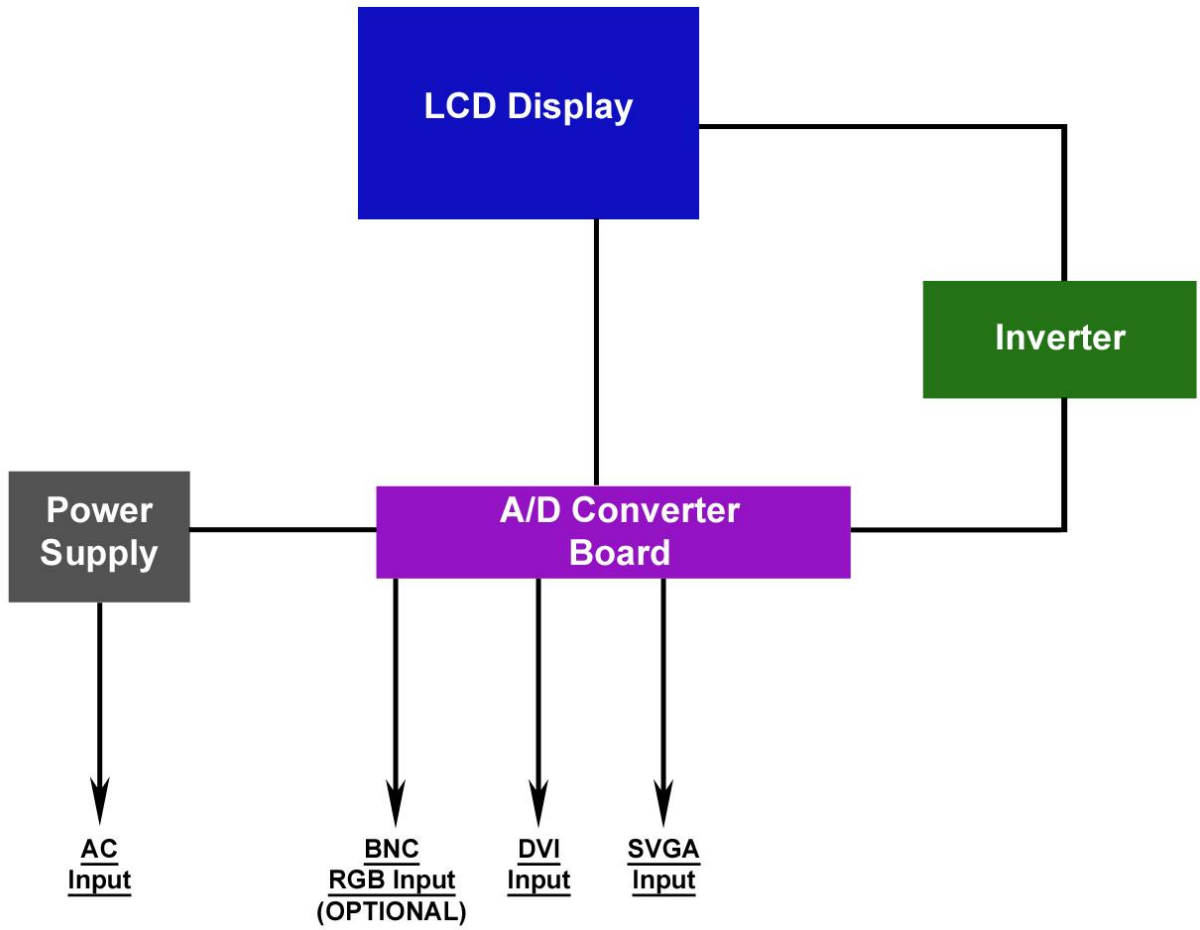 LCD Display
Inverter
Power
Supply
A/D Converter
Board
AC
Input
BNC
RGB Input
(OPTIONAL)
DVI
Input
SVGA
Input